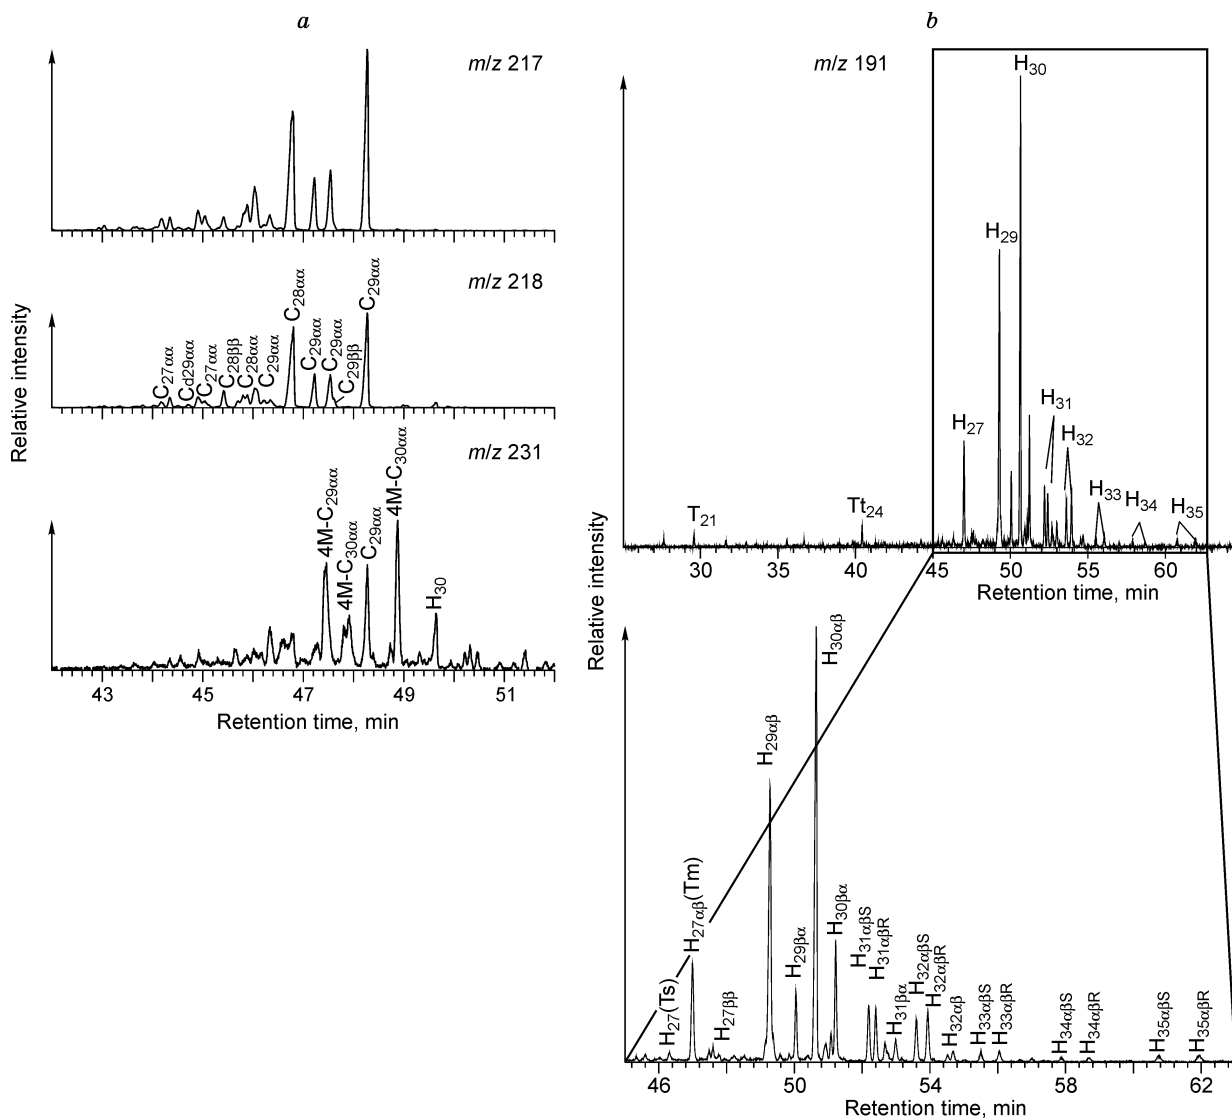 a
m/z 217
m/z 218
C27αα
Cd29αα
C27αα
C28ββ
C28αα
C29αα
C28αα
C29αα
C29αα
C29ββ
C29αα
m/z 231
4M-C29αα
4M-C30αα
C29αα
4M-C30αα
H30
43 45 47 49 51
Retention time, min
Relative intensity
b
m/z 191
T21
Tt24
H27
H29
H30
H31
H32
H33
H34
H35
30 35 40 45 50 55 60
Retention time, min
Relative intensity
H27(Ts)
H27αβ(Tm)
H27ββ
H29αβ
H29βα
H30αβ
H30βα
H31αβS
H31αβR
H31βα
H32αβS
H32αβR
H32αβ
H33αβS
H33αβR
H34αβS
H34αβR
H35αβS
H35αβR
46 50 54 58 62
Retention time, min